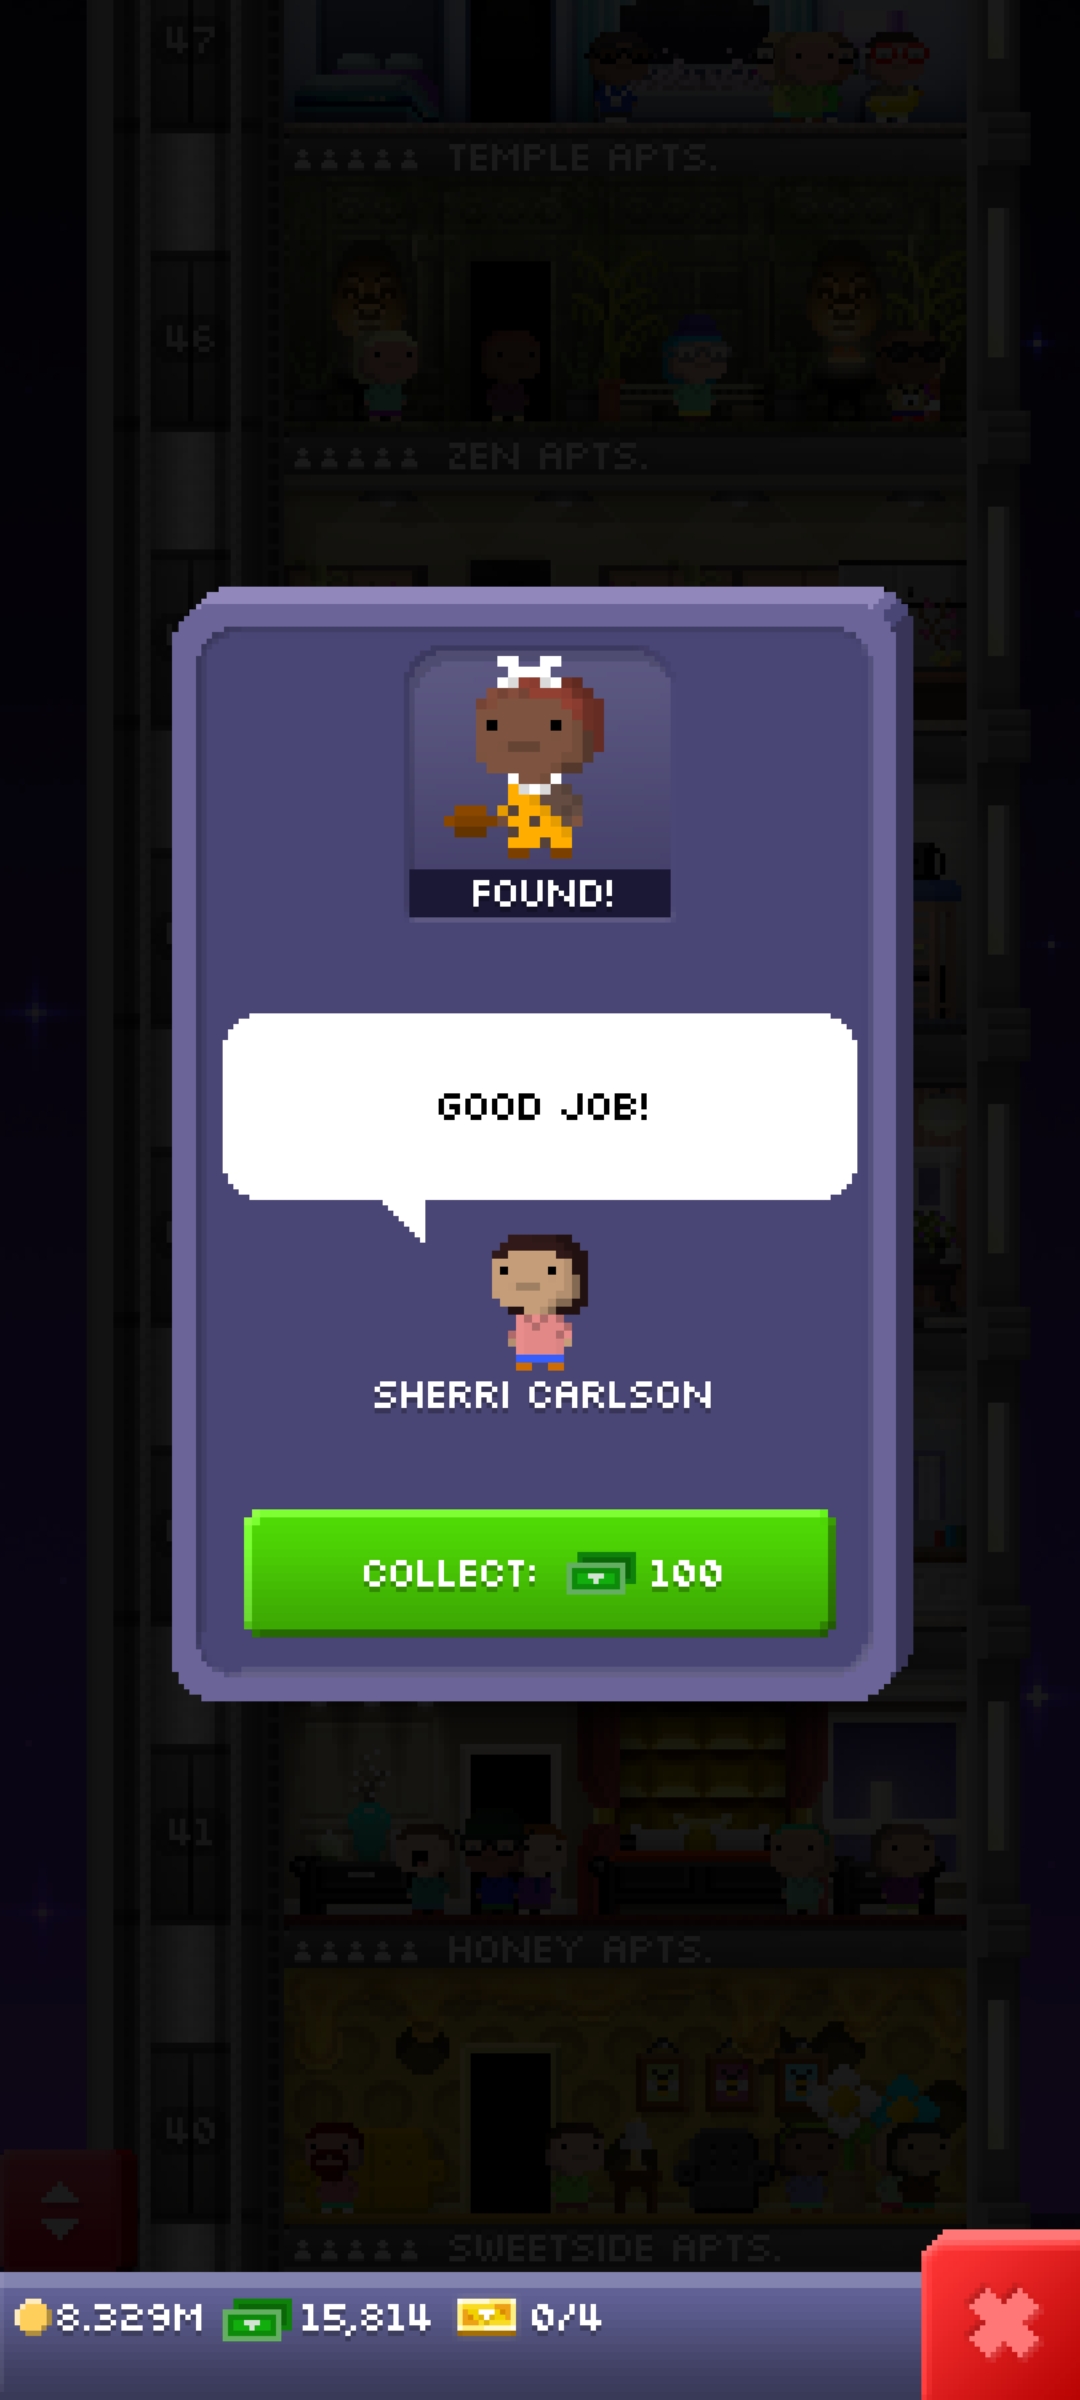 47
TEMPLE APTS.
46
ZEN APTS.
FOUND!
GOOD JOB!
SHERRI CARLSON
COLLECT: 100
41
HONEY APTS.
40
SWEETSIDE APTS.
8.329M 15,814 0/4